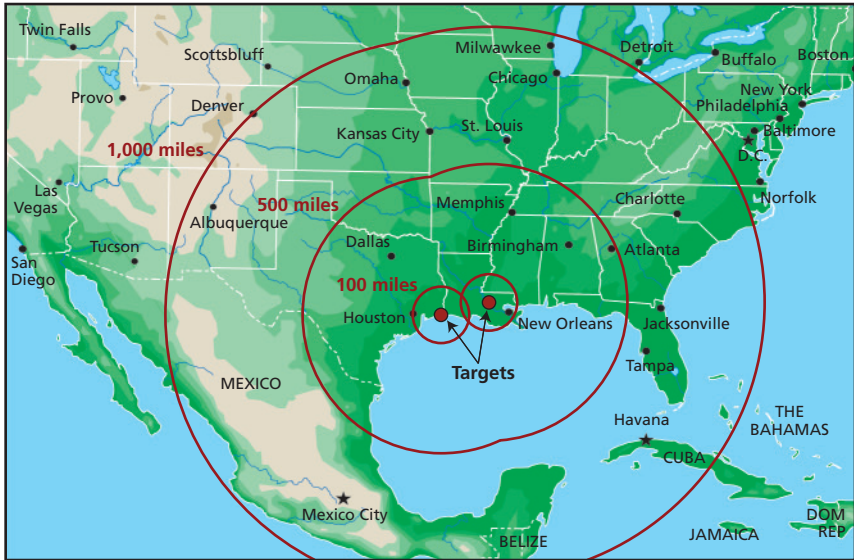 Twin Falls
Milwaukee
Detroit
Boston
Scottsbluff
Buffalo
Omaha
Chicago
New York
Provo
Denver
Philadelphia
Kansas City
St. Louis
Baltimore
D.C.
1,000 miles
Las
Vegas
Albuquerque
500 miles
Memphis
Charlotte
Norfolk
Tucson
Dallas
Birmingham
Atlanta
San
Diego
100 miles
Houston
New Orleans
Jacksonville
Targets
Tampa
MEXICO
Havana
THE
BAHAMAS
CUBA
Mexico City
BELIZE
JAMAICA
DOM
REP